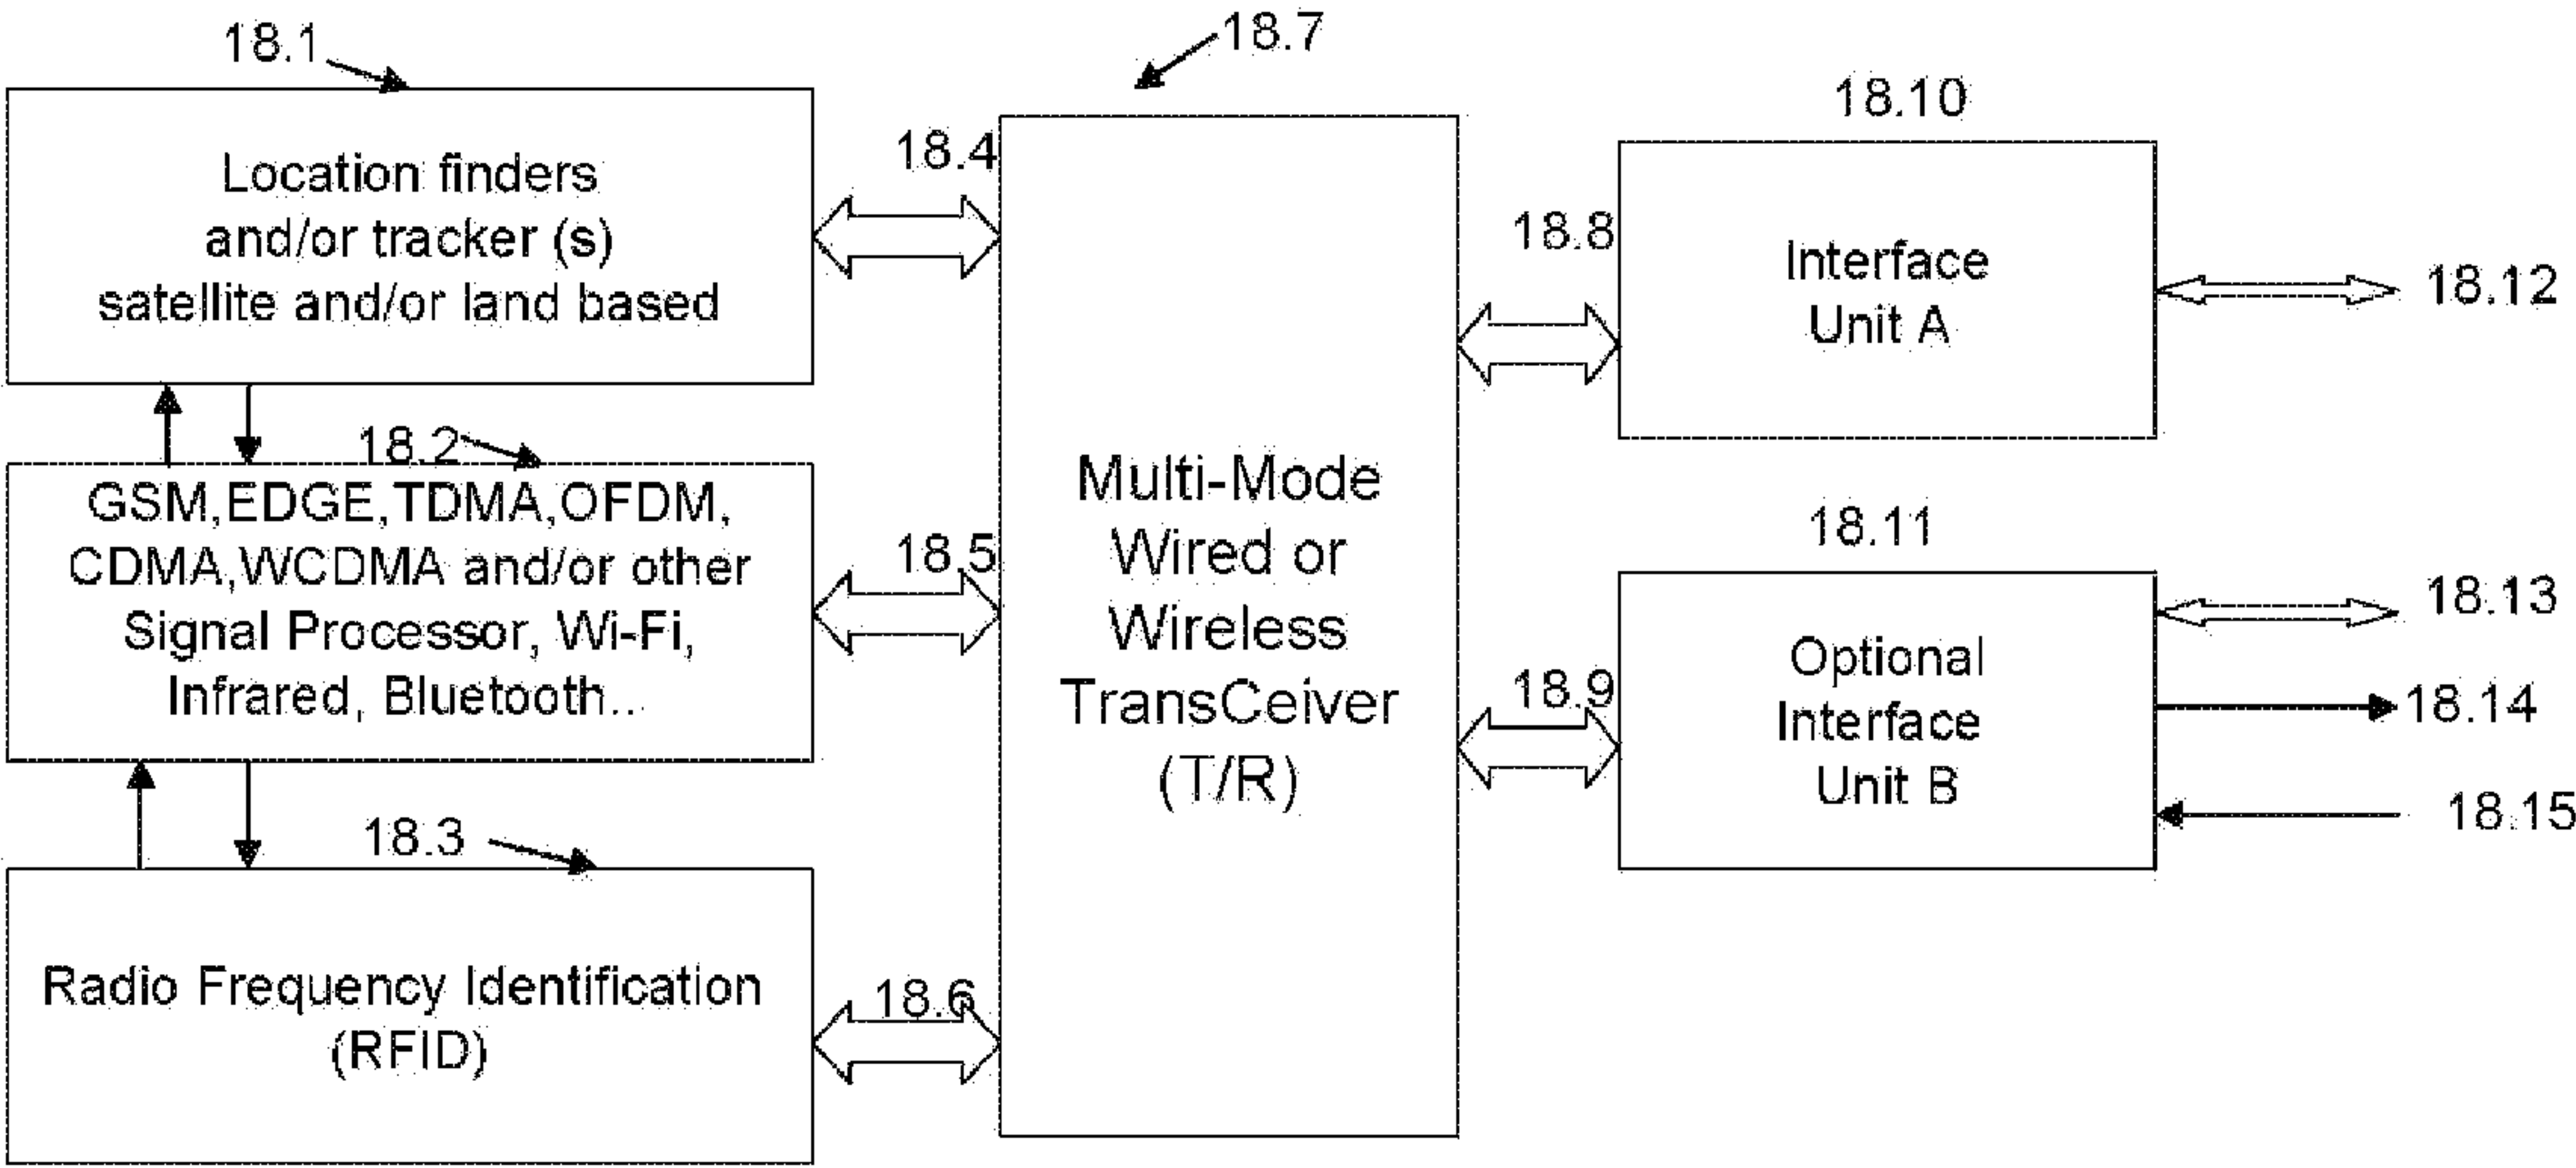 18.1
Location finders
and/or tracker (s)
satellite and/or land based
18.2
GSM,EDGE,TDMA,OFDM,
CDMA,WCDMA and/or other
Signal Processor, Wi-Fi,
Infrared, Bluetooth...
18.3
Radio Frequency Identification
(RFID)
18.4
18.5
18.6
18.7
Multi-Mode
Wired or
Wireless
TransCeiver
(T/R)
18.8
18.9
18.10
Interface
Unit A
18.11
Optional
Interface
Unit B
18.12
18.13
18.14
18.15